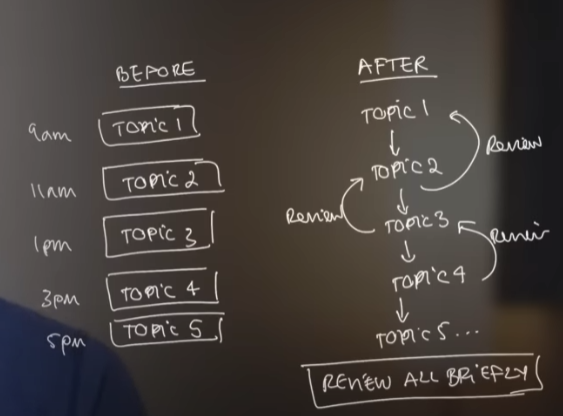 BEFORE
9am TOPIC 1
11am TOPIC 2
1pm TOPIC 3
3pm TOPIC 4
5pm TOPIC 5
AFTER
TOPIC 1
Review
TOPIC 2
Review
TOPIC 3
Review
TOPIC 4
TOPIC 5...
REVIEW ALL BRIEFLY